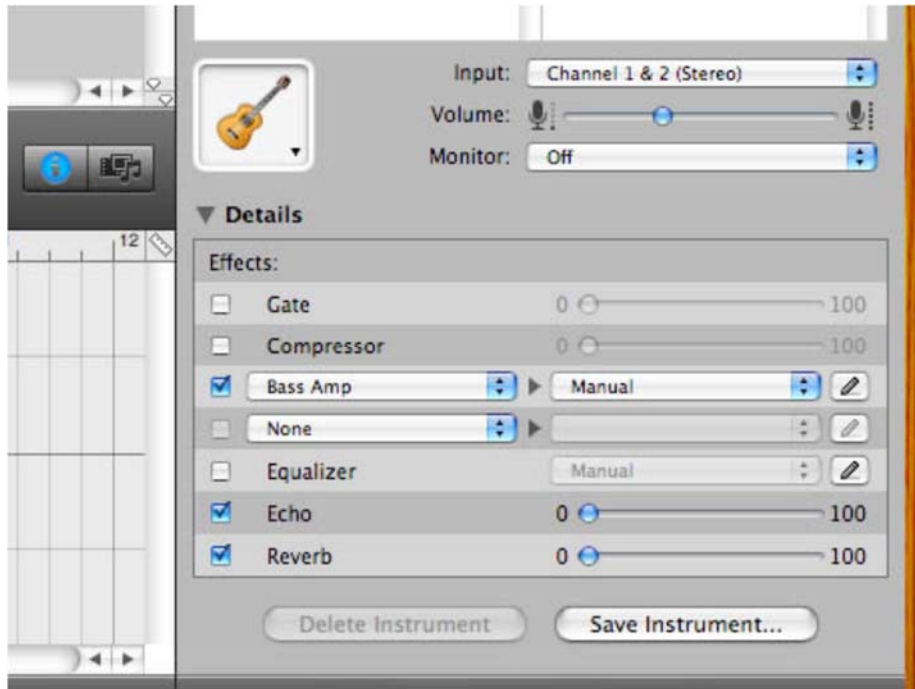 Input: Channel 1 & 2 (Stereo)
Volume:
Monitor: Off
Details
12
Effects:
Gate 0 100
Compressor 0 100
Bass Amp Manual
None
Equalizer Manual
Echo 0 100
Reverb 0 100
Delete Instrument Save Instrument...